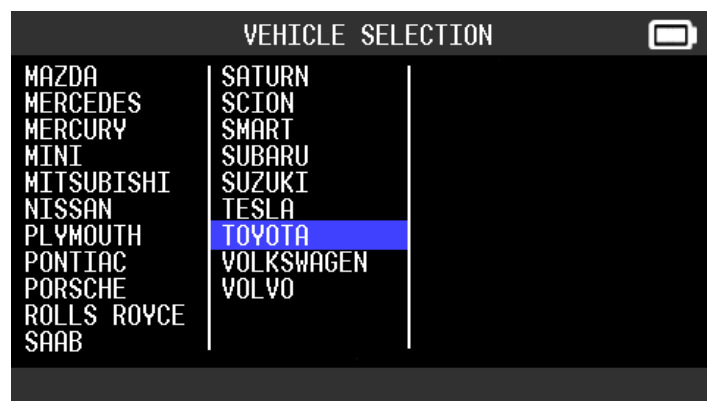 VEHICLE SELECTION
MAZDA
MERCEDES
MERCURY
MINI
MITSUBISHI
NISSAN
PLYMOUTH
PONTIAC
PORSCHE
ROLLS ROYCE
SAAB
SATURN
SCION
SMART
SUBARU
SUZUKI
TESLA
TOYOTA
VOLKSWAGEN
VOLVO